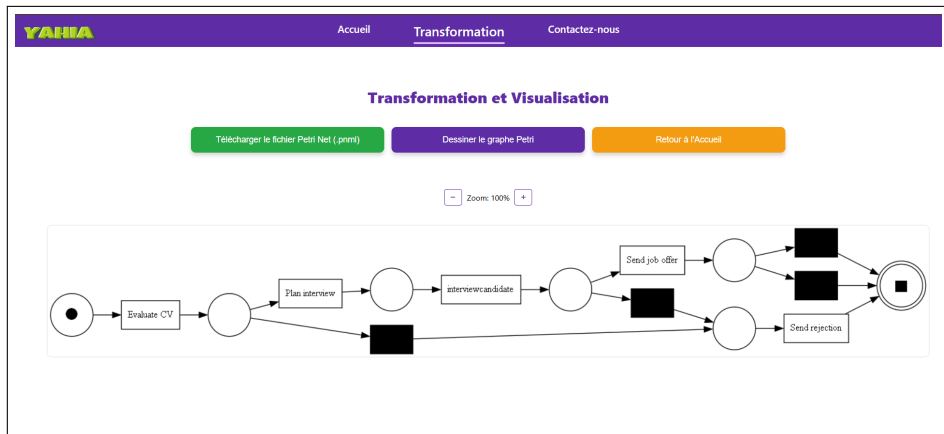 YAHIA
Accueil Transformation Contactez-nous
Transformation et Visualisation
Télécharger le fichier Petri Net (.pnml) Dessiner le graphe Petri Retour à l'Accueil
− Zoom: 100% +
Send job offer
Plan interview
interviewcandidate
Evaluate CV
Send rejection